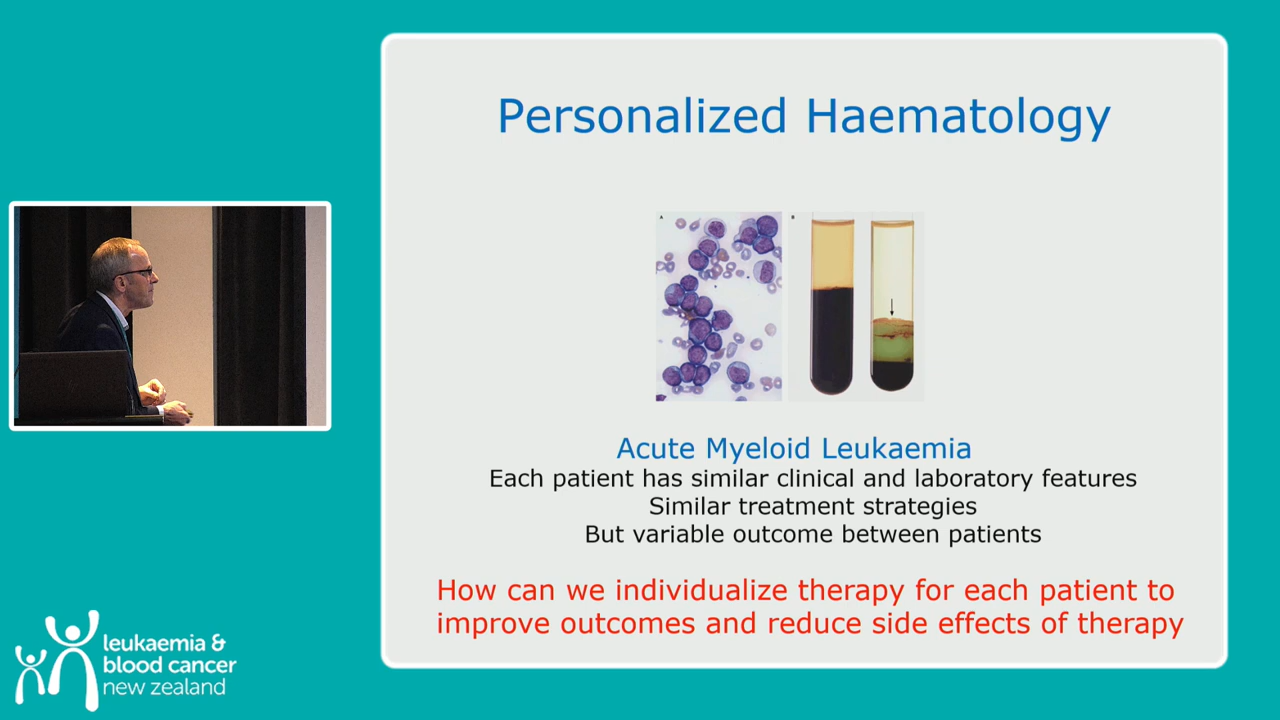 Personalized Haematology
A
B
Acute Myeloid Leukaemia
Each patient has similar clinical and laboratory features
Similar treatment strategies
But variable outcome between patients
How can we individualize therapy for each patient to
improve outcomes and reduce side effects of therapy
leukaemia &
blood cancer
new zealand